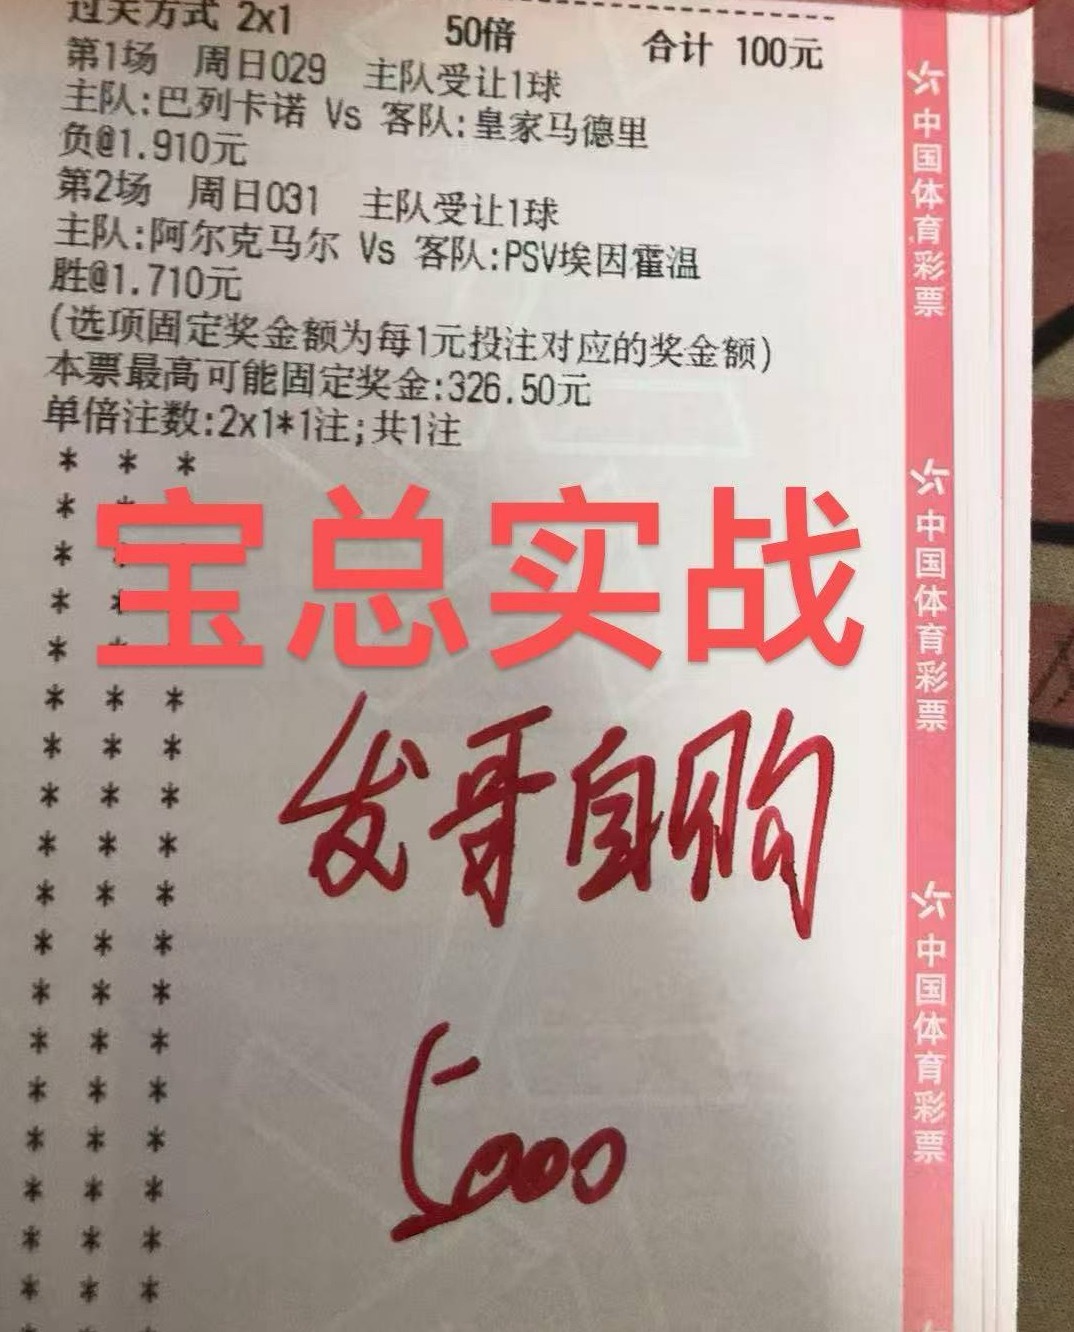 过关方式 2x1 50倍 合计 100元
第1场 周日029 主队受让1球
主队:巴列卡诺 Vs 客队:皇家马德里
负@1.910元
第2场 周日031 主队受让1球
主队:阿尔克马尔 Vs 客队:PSV埃因霍温
胜@1.710元
(选项固定奖金额为每1元投注对应的奖金额)
本票最高可能固定奖金:326.50元
单倍注数:2x1*1注;共1注
宝总实战
发哥自购
5000
中国体育彩票
中国体育彩票
中国体育彩票